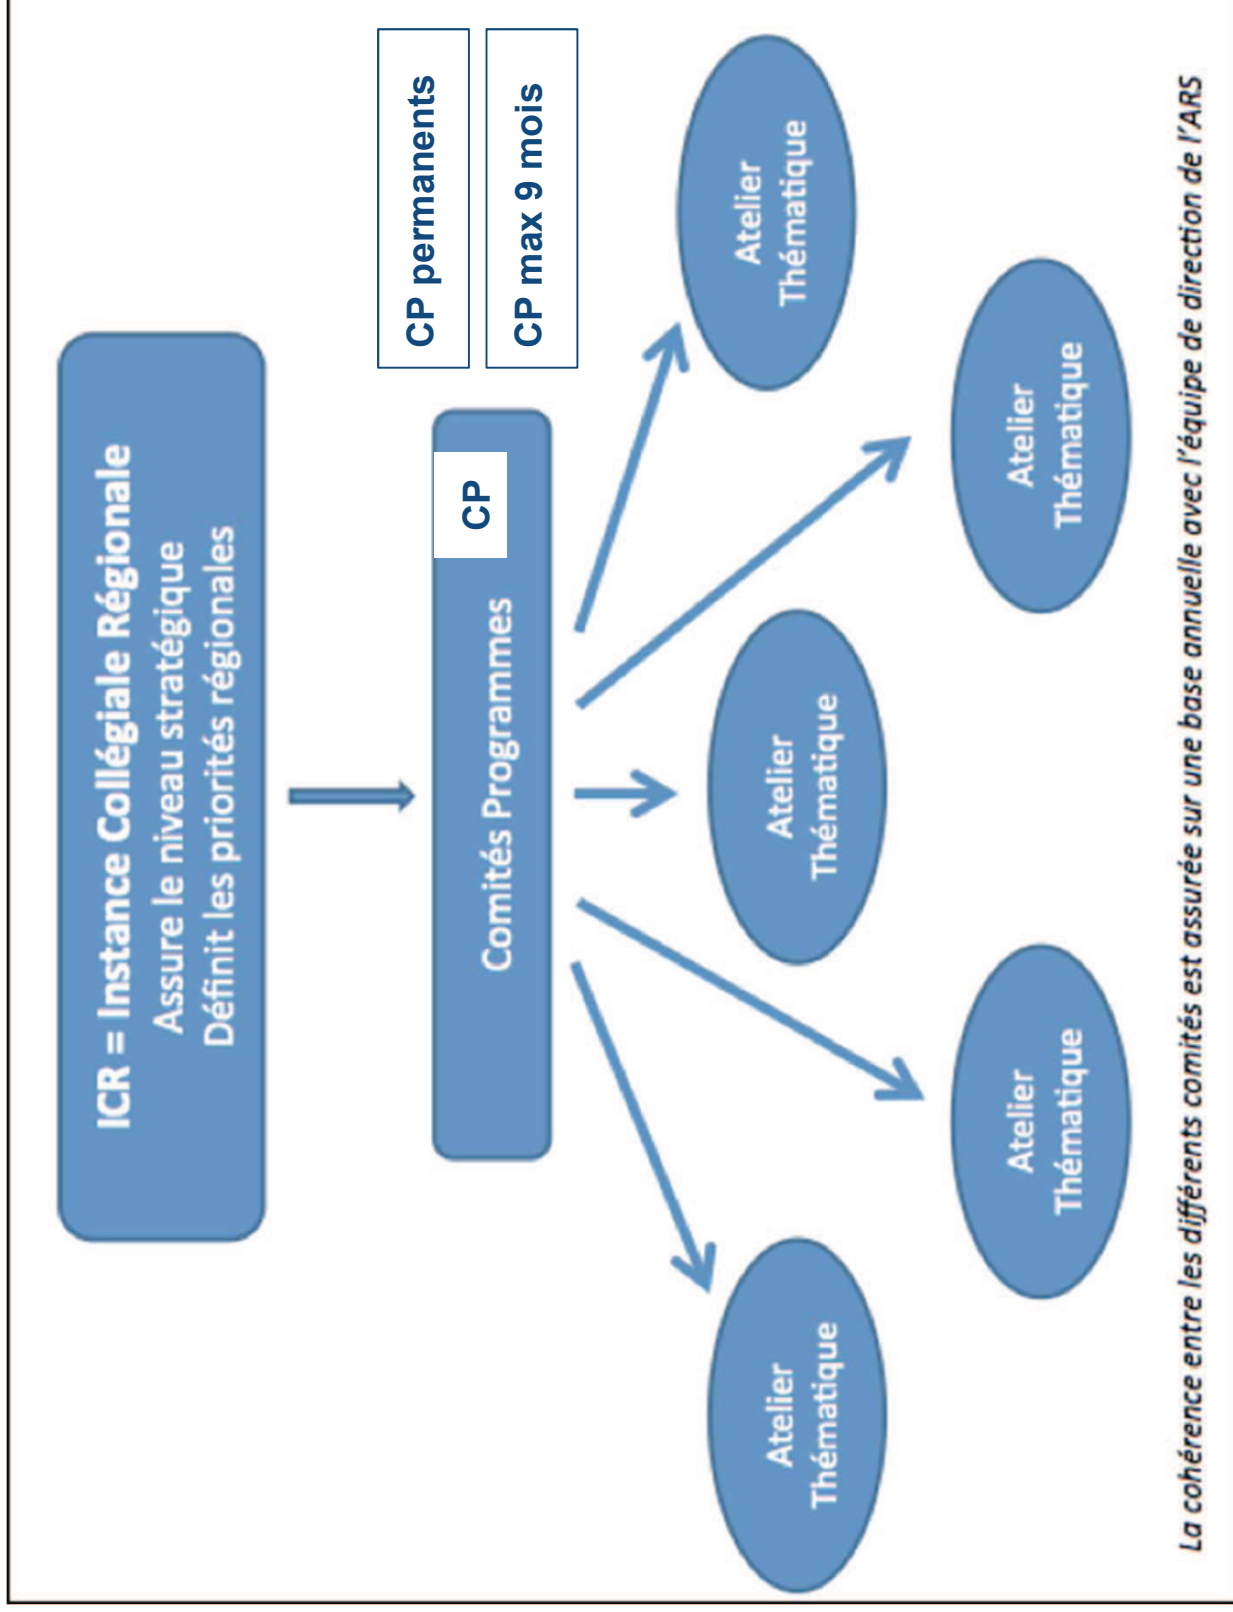 ICR = Instance Collégiale Régionale
Assure le niveau stratégique
Définit les priorités régionales
CP permanents
CP max 9 mois
Comités Programmes
CP
Atelier
Thématique
Atelier
Thématique
Atelier
Thématique
Atelier
Thématique
Atelier
Thématique
La cohérence entre les différents comités est assurée sur une base annuelle avec l'équipe de direction de l'ARS